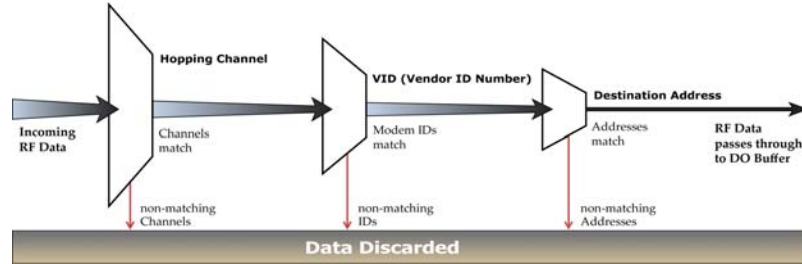 Hopping Channel
VID (Vendor ID Number)
Destination Address
Incoming
RF Data
Channels
match
Modem IDs
match
Addresses
match
RF Data
passes through
to DO Buffer
non-matching
Channels
non-matching
IDs
non-matching
Addresses
Data Discarded